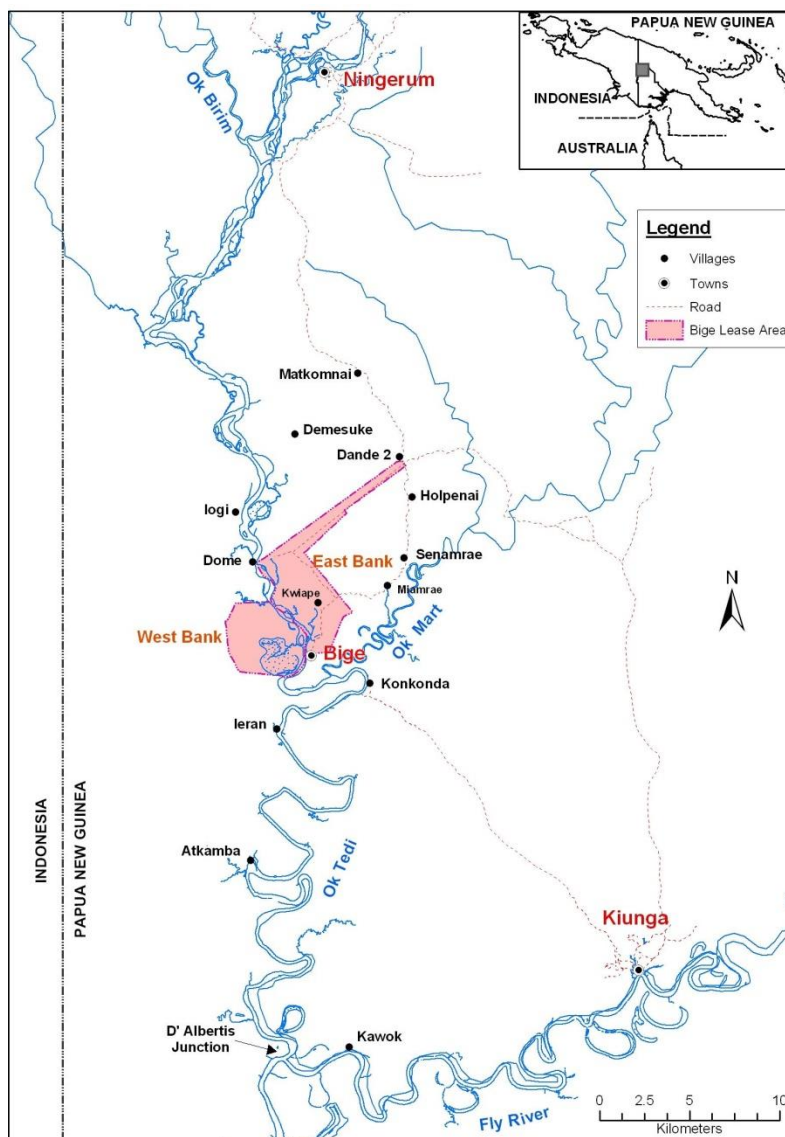 PAPUA NEW GUINEA
INDONESIA
AUSTRALIA
Ningerum
Ok Birim
Legend
Villages
Towns
Road
Bige Lease Area
Matkomnai
Demesuke
Dande 2
Holpenai
Iogi
Dome
East Bank
Senamrae
Kwiape
Miamrae
West Bank
Ok Mart
N
Bige
Konkonda
Ieran
INDONESIA
PAPUA NEW GUINEA
Atkamba
Ok Tedi
Kiunga
D' Albertis
Junction
Kawok
Fly River
0 2.5 5 10
Kilometers